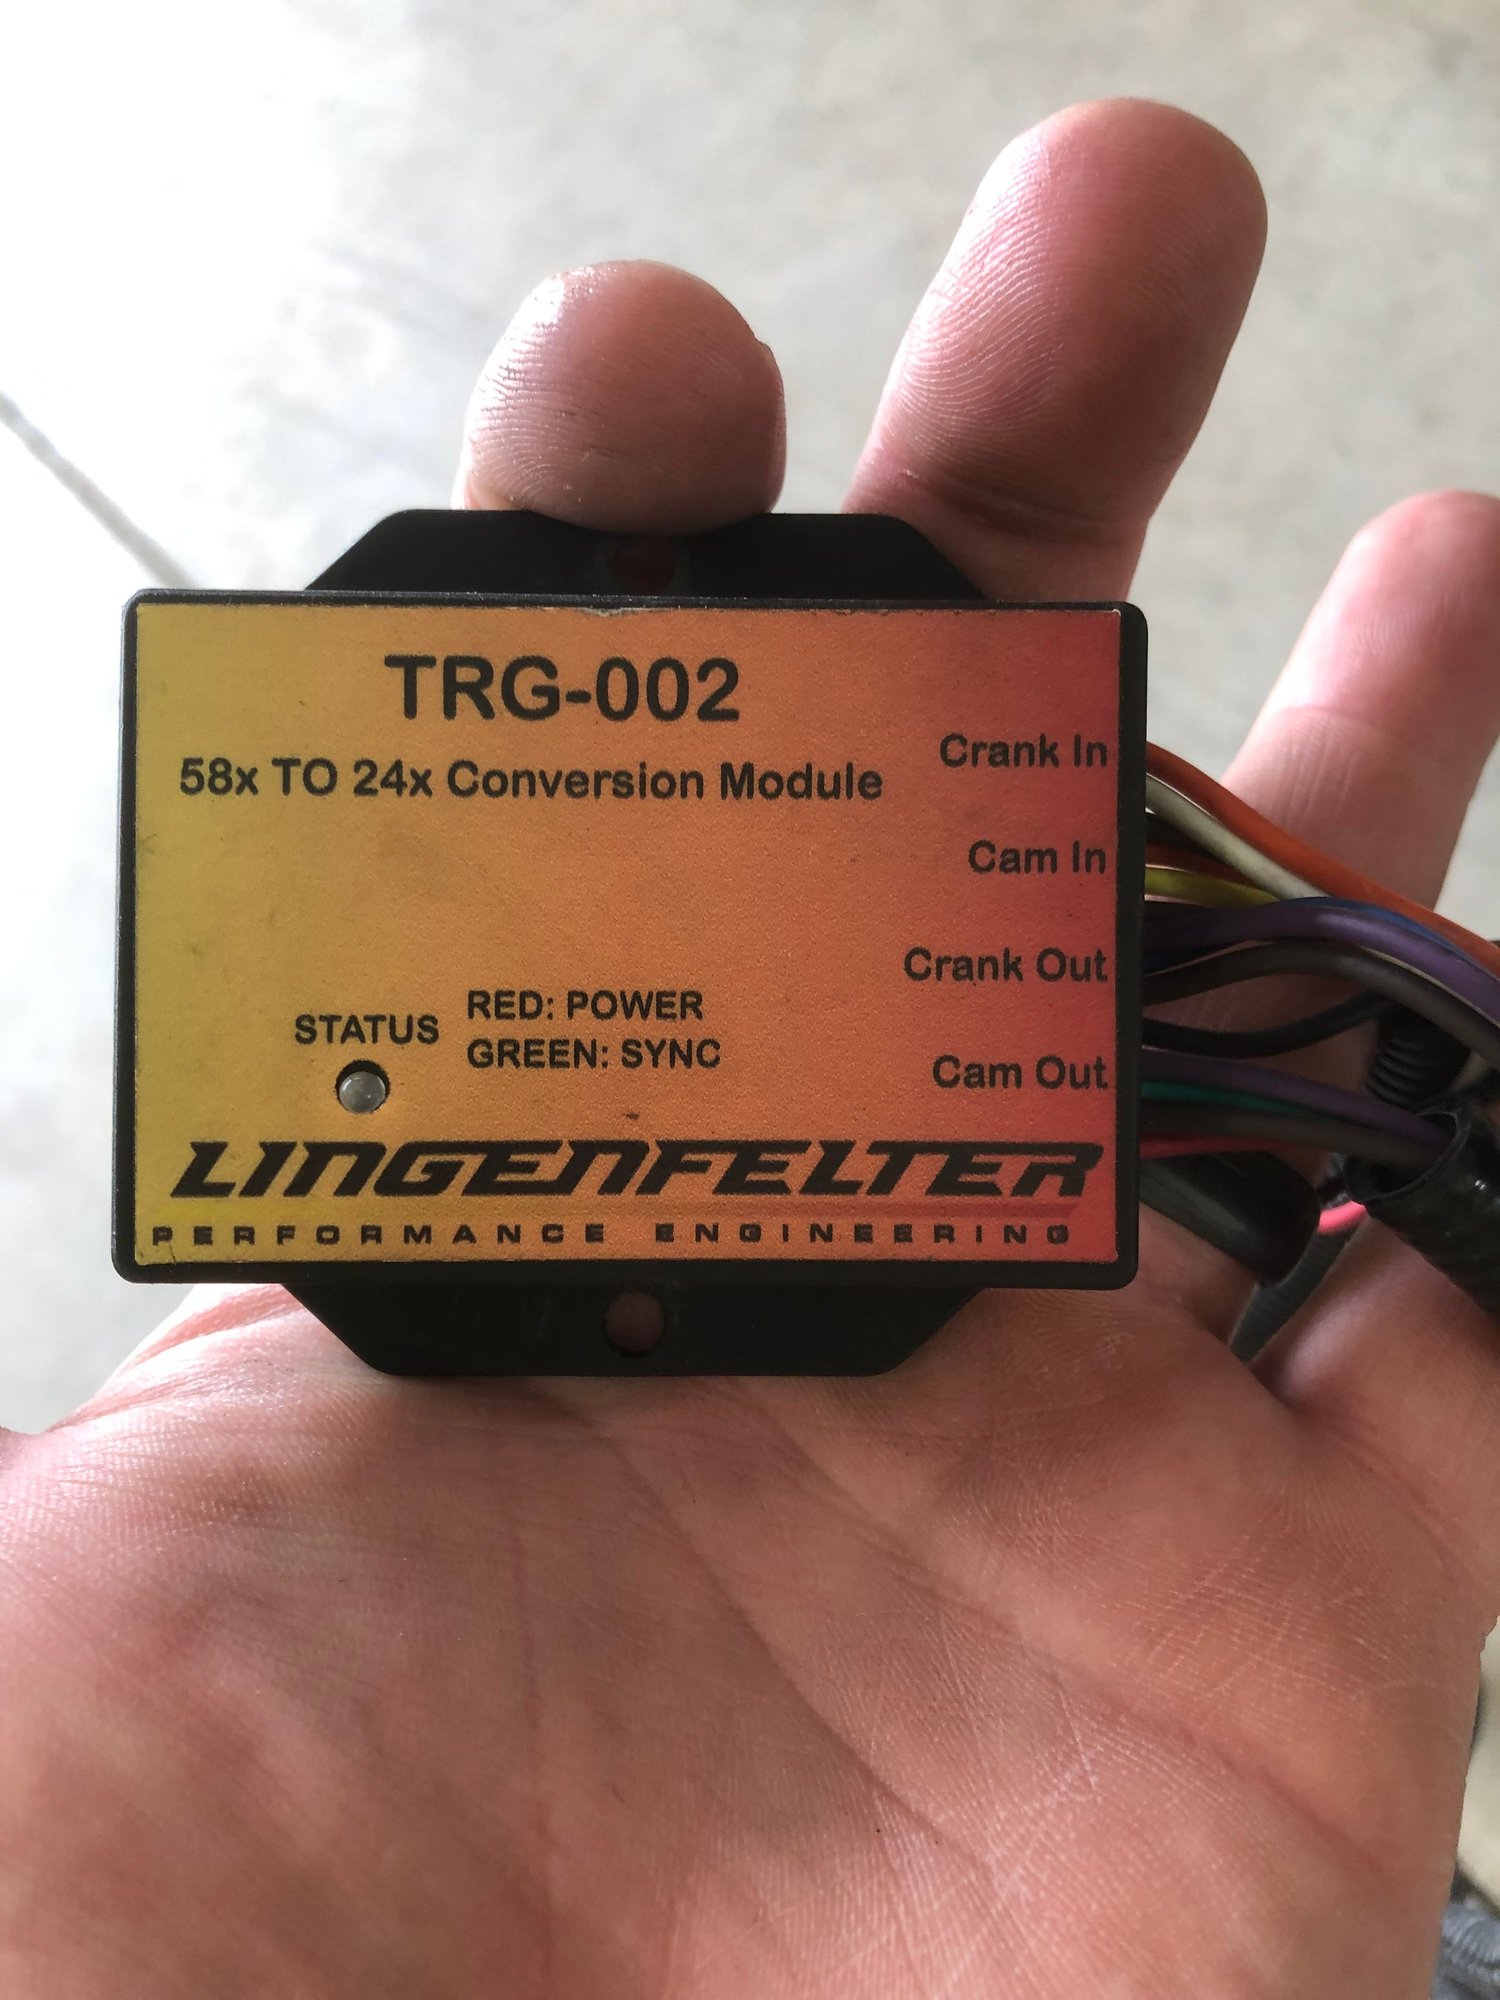 TRG-002
58x TO 24x Conversion Module
Crank In
Cam In
Crank Out
Cam Out
STATUS
RED: POWER
GREEN: SYNC
LINGENFELTER
PERFORMANCE ENGINEERING